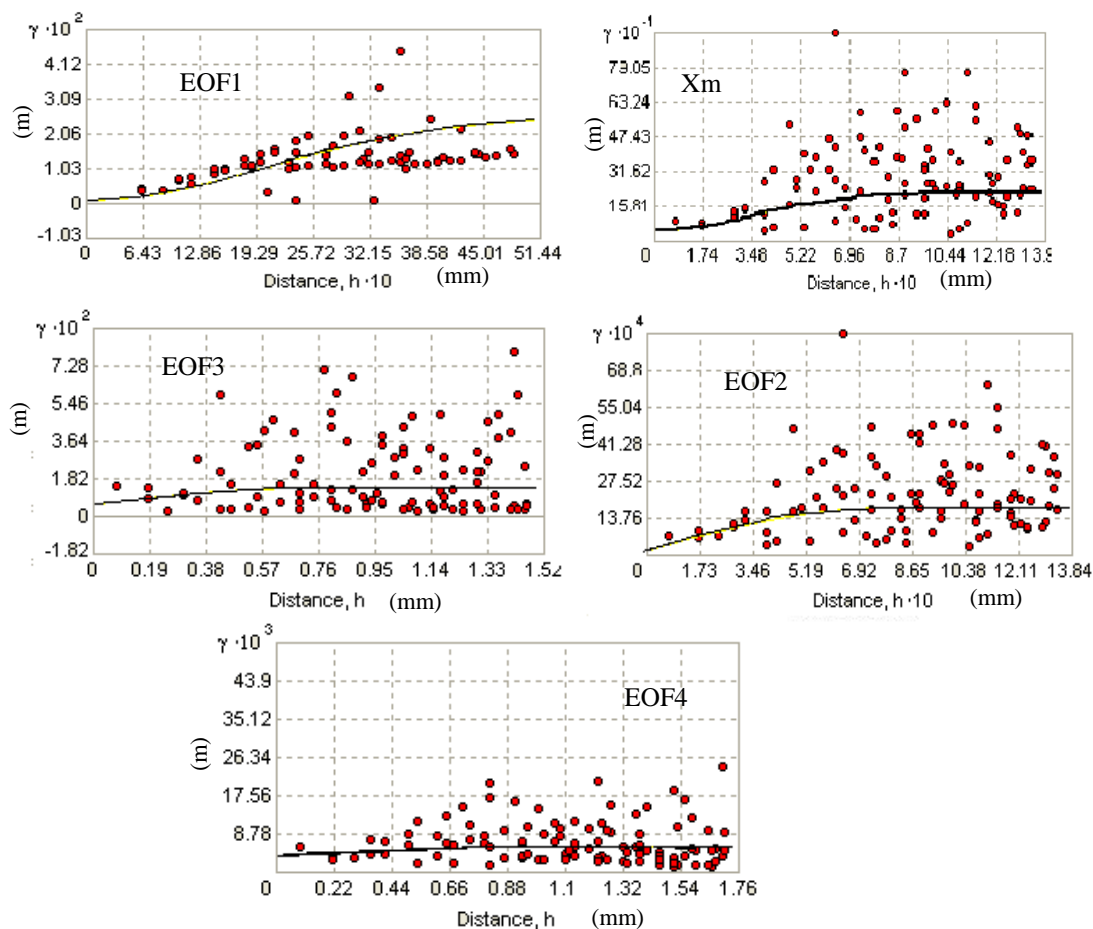 γ ·10²
4.12
3.09
2.06
1.03
0
-1.03
(m)
EOF1
0 6.43 12.86 19.29 25.72 32.15 38.58 45.01 51.44
Distance, h ·10 (mm)
γ ·10⁻¹
73.05
63.24
47.43
31.62
15.81
(m)
Xm
0 1.74 3.46 5.22 6.96 8.7 10.44 12.18 13.9
Distance, h ·10 (mm)
γ ·10²
7.28
5.46
3.64
1.82
0
-1.82
(m)
EOF3
0 0.19 0.38 0.57 0.76 0.95 1.14 1.33 1.52
Distance, h (mm)
γ ·10⁴
68.8
55.04
41.28
27.52
13.76
(m)
EOF2
0 1.73 3.46 5.19 6.92 8.65 10.38 12.11 13.84
Distance, h ·10 (mm)
γ ·10³
43.9
35.12
26.34
17.56
8.78
(m)
EOF4
0 0.22 0.44 0.66 0.88 1.1 1.32 1.54 1.76
Distance, h (mm)